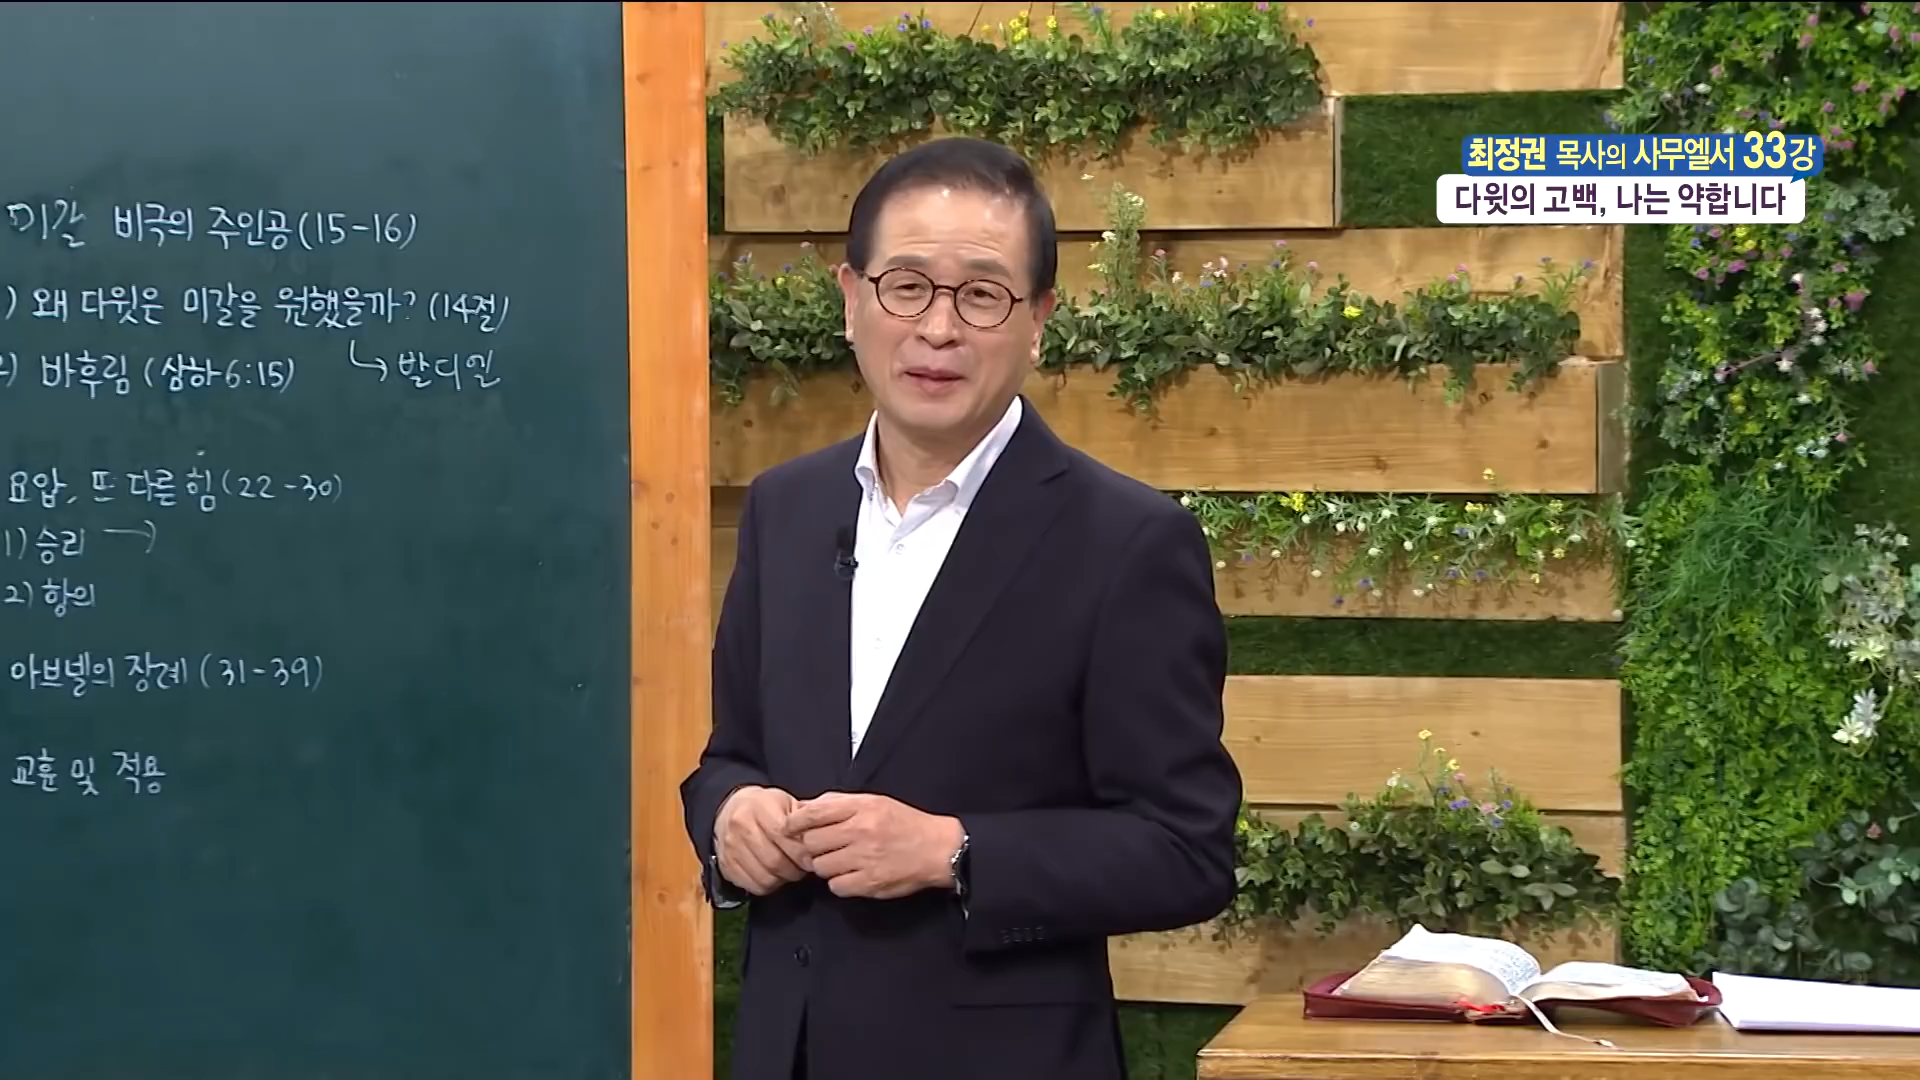 최정권 목사의 사무엘서 33강
다윗의 고백, 나는 약합니다
미갈 비극의 주인공(15-16)
) 왜 다윗은 미갈을 원했을까? (14절)
2) 바후림 (삼하6:15) ↳ 발디엘
요압, 또 다른 힘(22-30)
1) 승리 →
2) 항의
아브넬의 장례 (31-39)
교훈 및 적용